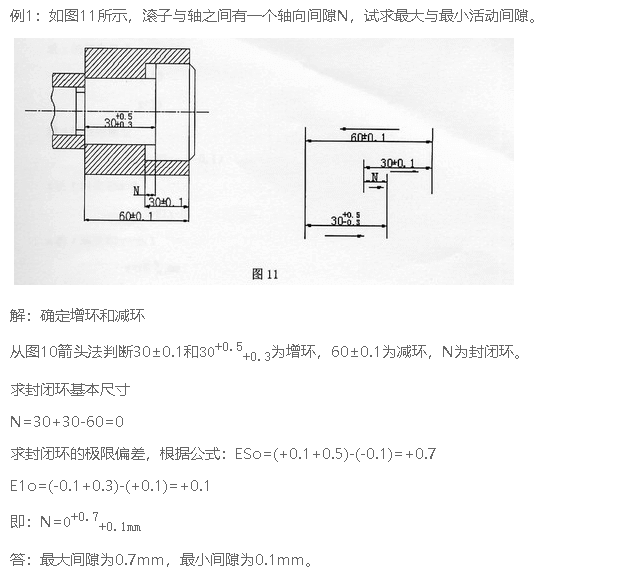 例1：如图11所示，滚子与轴之间有一个轴向间隙N，试求最大与最小活动间隙。
30+0.5+0.3
N
30±0.1
60±0.1
60±0.1
30±0.1
N
30+0.5-0.3
图 11
解：确定增环和减环
从图10箭头法判断30±0.1和30+0.5+0.3为增环，60±0.1为减环，N为封闭环。
求封闭环基本尺寸
N=30+30-60=0
求封闭环的极限偏差，根据公式：ESo=(+0.1+0.5)-(-0.1)=+0.7
E1o=(-0.1+0.3)-(+0.1)=+0.1
即：N=0+0.7+0.1mm
答：最大间隙为0.7mm，最小间隙为0.1mm。